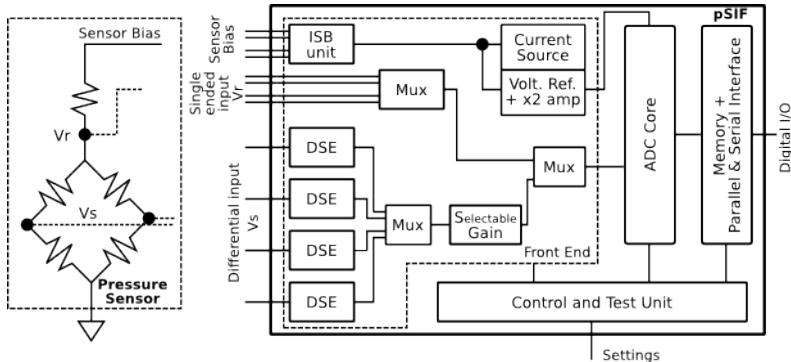 Sensor Bias
Vr
Vs
Pressure
Sensor
Sensor
Bias
Single
ended
input
Vr
Differential input
Vs
pSIF
ISB
unit
Current
Source
Volt. Ref.
+ x2 amp
Mux
DSE
DSE
DSE
DSE
Mux
Selectable
Gain
Mux
Front End
ADC Core
Memory +
Parallel & Serial Interface
Digital I/O
Control and Test Unit
Settings